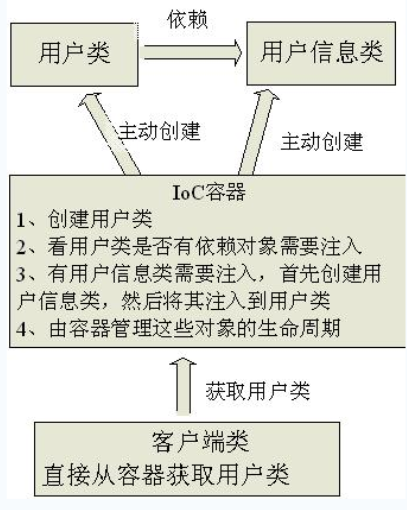 依赖
用户类
用户信息类
主动创建
主动创建
IoC容器
1、创建用户类
2、看用户类是否有依赖对象需要注入
3、有用户信息类需要注入，首先创建用
户信息类，然后将其注入到用户类
4、由容器管理这些对象的生命周期
获取用户类
客户端类
直接从容器获取用户类